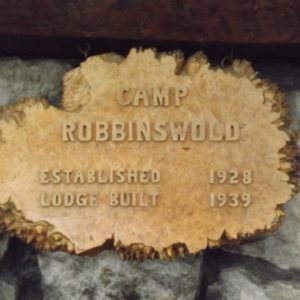 CAMP
ROBBINSWOLD
ESTABLISHED 1928
LODGE BUILT 1939